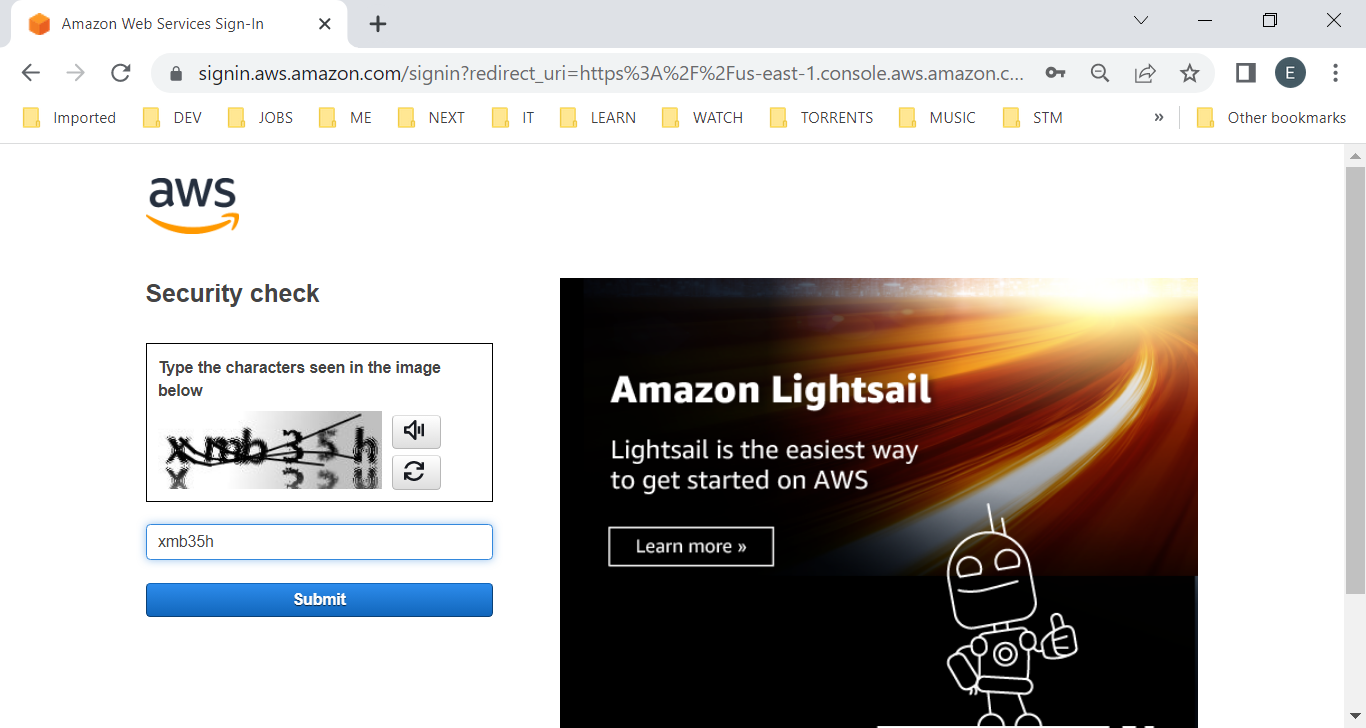 Amazon Web Services Sign-In
signin.aws.amazon.com/signin?redirect_uri=https%3A%2F%2Fus-east-1.console.aws.amazon.c...
E
Imported DEV JOBS ME NEXT IT LEARN WATCH TORRENTS MUSIC STM » Other bookmarks
aws
Security check
Type the characters seen in the image
below
xmb35h
Submit
Amazon Lightsail
Lightsail is the easiest way
to get started on AWS
Learn more »